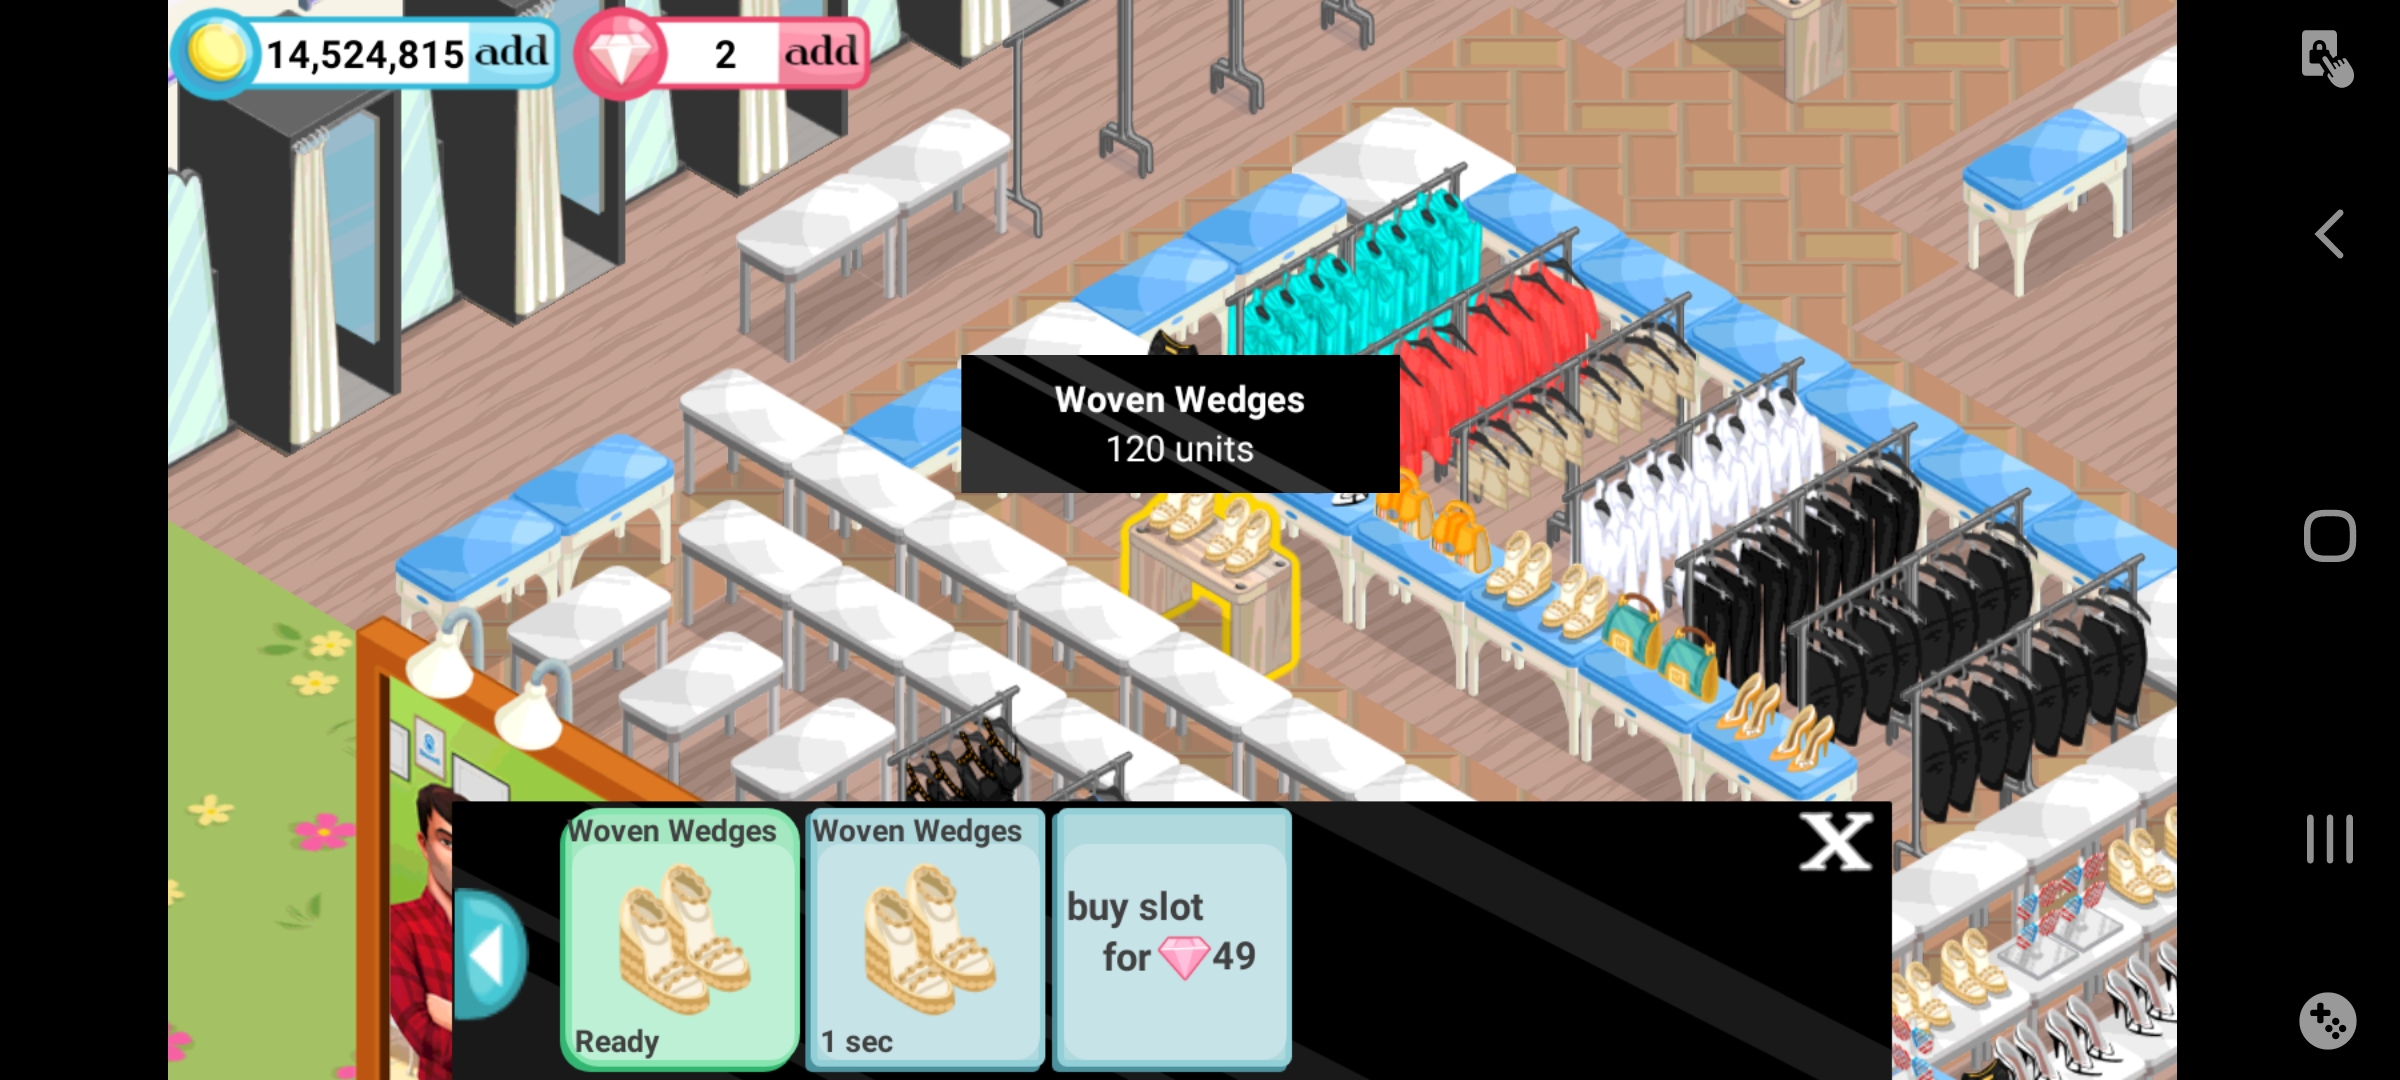 14,524,815 add
2 add
Woven Wedges
120 units
Woven Wedges
Ready
Woven Wedges
1 sec
buy slot
for 49
X